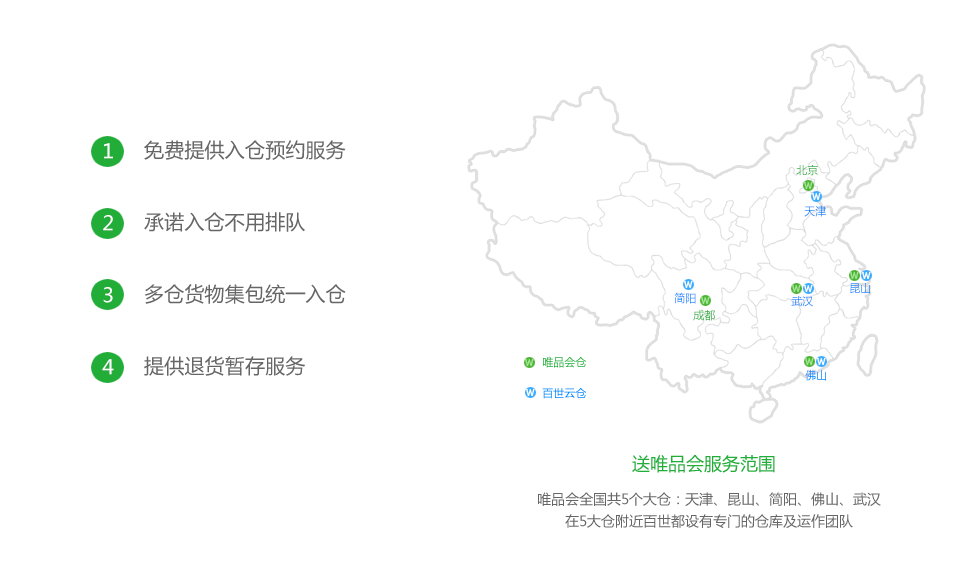 1 免费提供入仓预约服务
2 承诺入仓不用排队
3 多仓货物集包统一入仓
4 提供退货暂存服务
北京
W
W
天津
W W
昆山
W
简阳
W
成都
W W
武汉
W W
佛山
W 唯品会仓
W 百世云仓
送唯品会服务范围
唯品会全国共5个大仓：天津、昆山、简阳、佛山、武汉
在5大仓附近百世都设有专门的仓库及运作团队